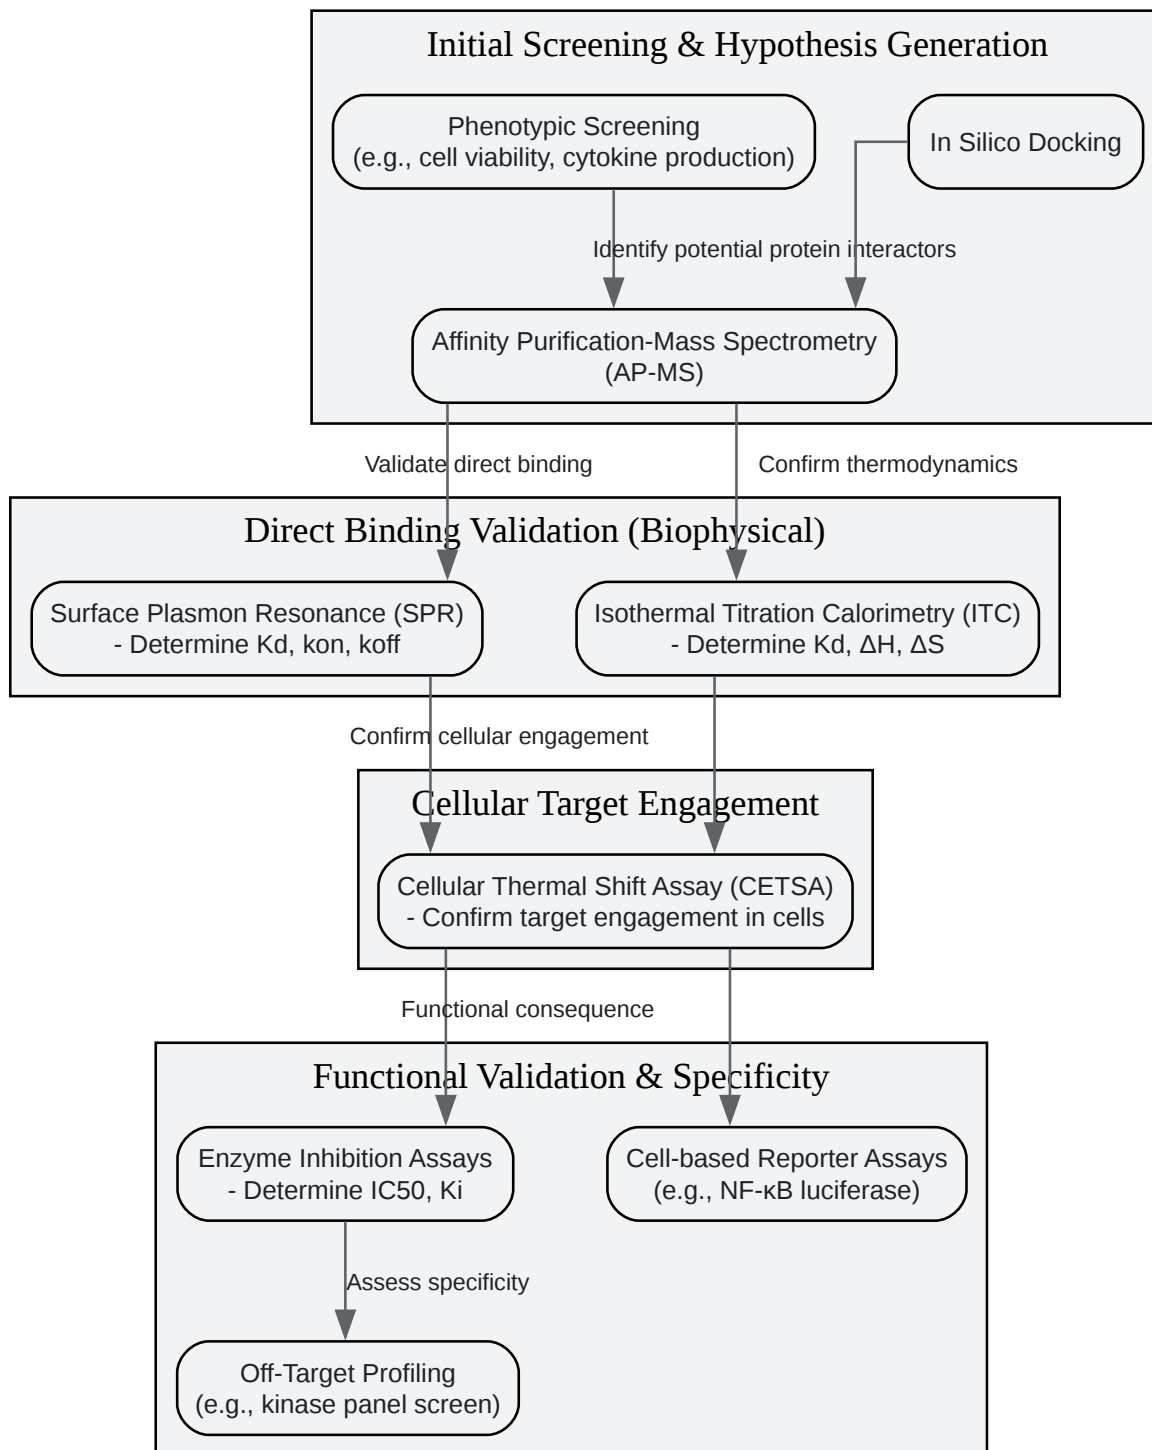 Initial Screening & Hypothesis Generation
Phenotypic Screening
(e.g., cell viability, cytokine production)
In Silico Docking
Identify potential protein interactors
Affinity Purification-Mass Spectrometry
(AP-MS)
Validate direct binding
Confirm thermodynamics
Direct Binding Validation (Biophysical)
Surface Plasmon Resonance (SPR)
- Determine Kd, kon, koff
Isothermal Titration Calorimetry (ITC)
- Determine Kd, ΔH, ΔS
Confirm cellular engagement
Cellular Target Engagement
Cellular Thermal Shift Assay (CETSA)
- Confirm target engagement in cells
Functional consequence
Functional Validation & Specificity
Enzyme Inhibition Assays
- Determine IC50, Ki
Cell-based Reporter Assays
(e.g., NF-κB luciferase)
Assess specificity
Off-Target Profiling
(e.g., kinase panel screen)